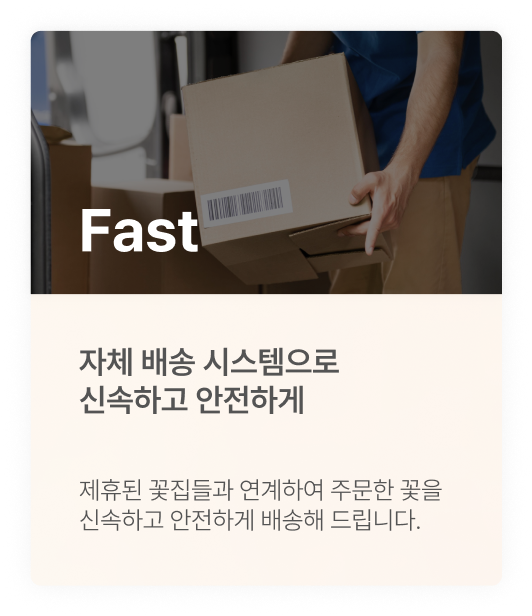 Fast
자체 배송 시스템으로
신속하고 안전하게
제휴된 꽃집들과 연계하여 주문한 꽃을
신속하고 안전하게 배송해 드립니다.